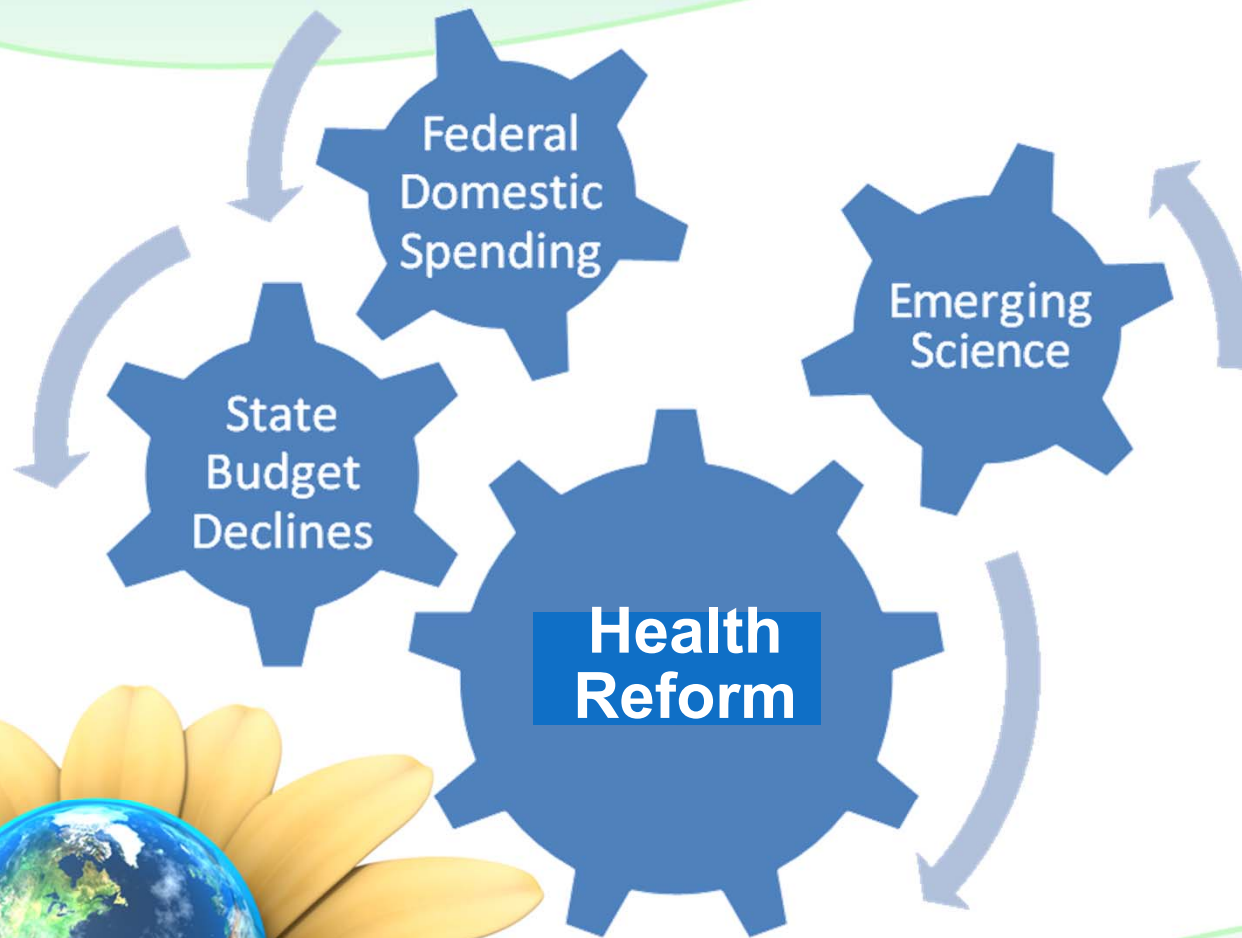 Federal
Domestic
Spending
Emerging
Science
State
Budget
Declines
Health
Reform